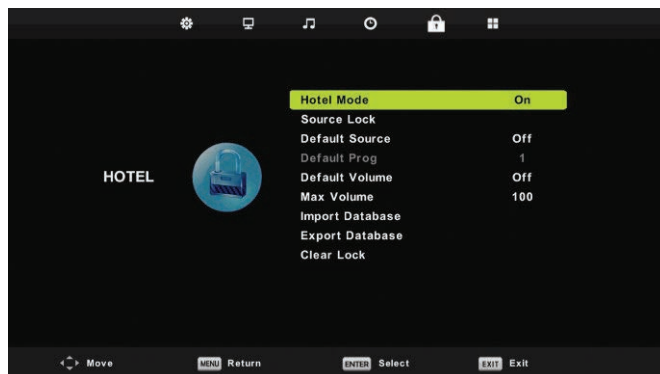 Hotel Mode On
Source Lock
Default Source Off
Default Prog 1
HOTEL
Default Volume Off
Max Volume 100
Import Database
Export Database
Clear Lock
Move MENU Return ENTER Select EXIT Exit